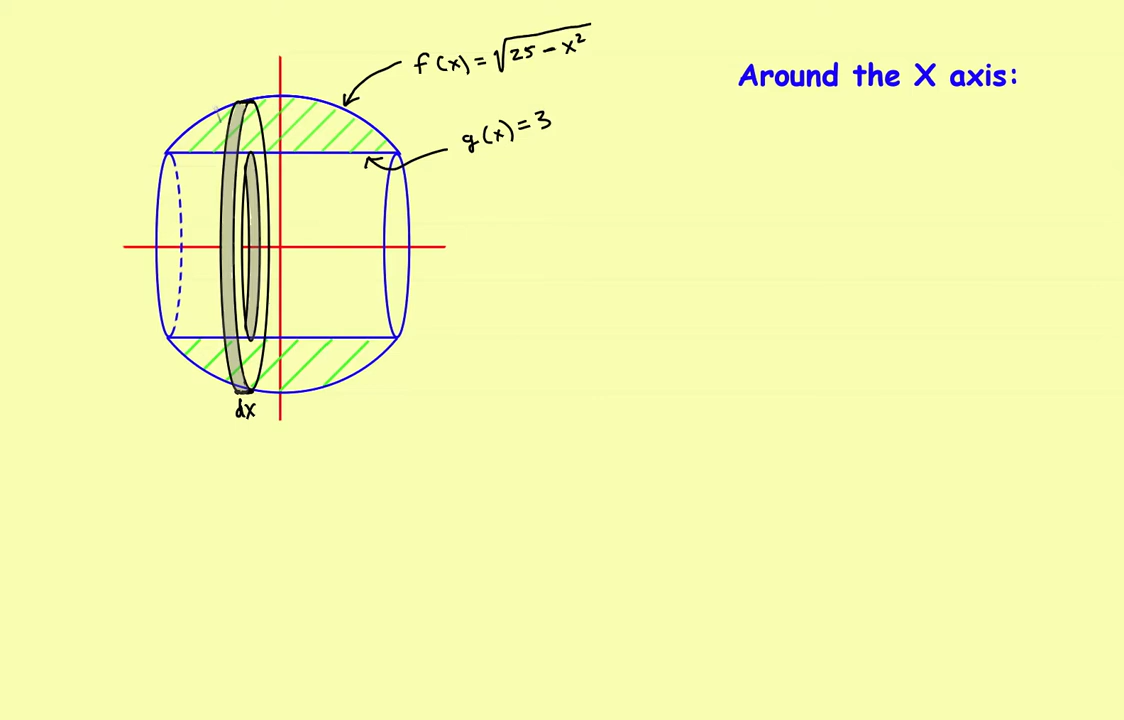 f(x) = √25 - x²
Around the X axis:
g(x) = 3
dx